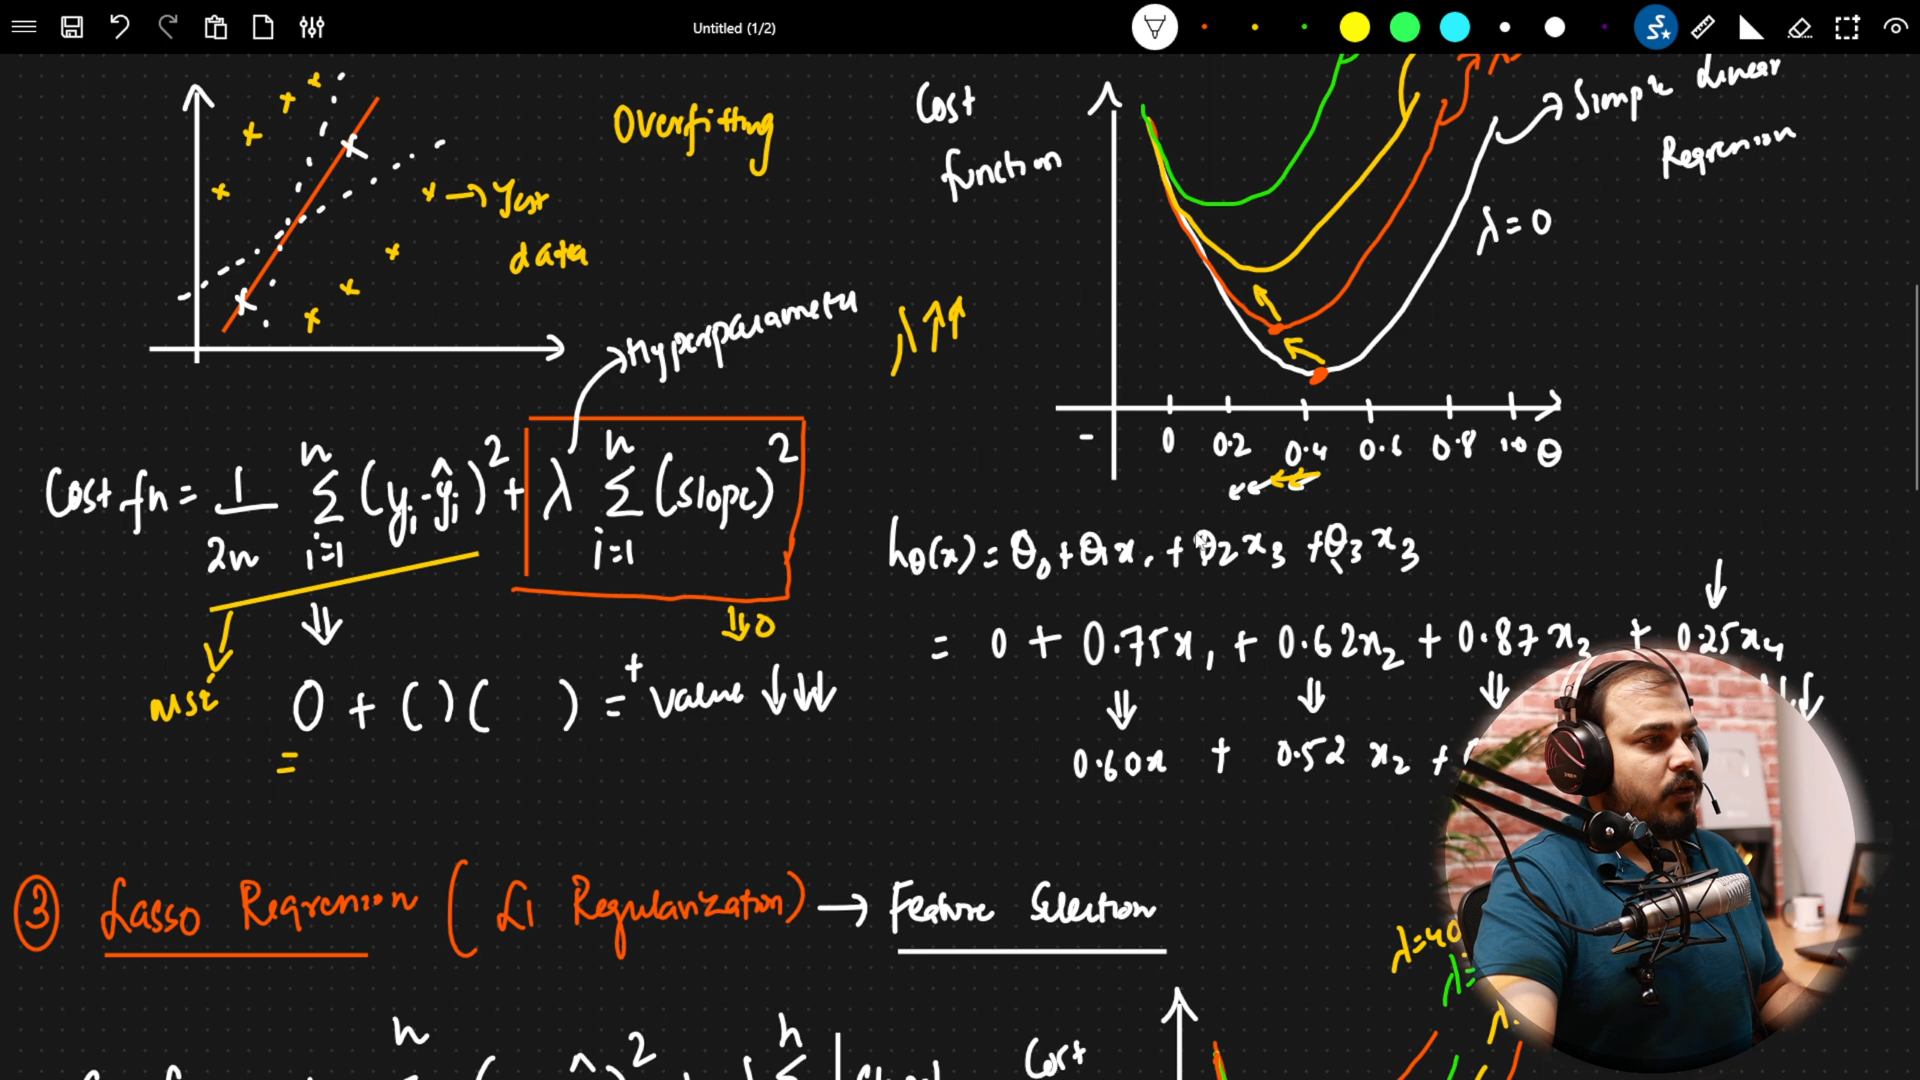 Untitled (1/2)
Overfitting
→ Test
data
Hyperparameter
λ ↑↑
Cost fn = 1/2n n Σ i=1 (yi - ŷi)² + λ n Σ i=1 (slope)²
MSE
⇓ 0
0 + ( ) ( ) = + value ↓ ↓↓
=
Cost
function
Simple Linear
Regression
λ = 0
- 0 0.2 0.4 0.6 0.8 1.0 θ
hθ(x) = θ0 + θ1x1 + θ2x3 + θ3x3
= 0 + 0.75x1 + 0.62x2 + 0.87x3 + 0.25x4
0.60x + 0.52x2 +
③ Lasso Regression (L1 Regularization) → Feature Selection
λ=40
λ=
λ
n 2 n
Cost